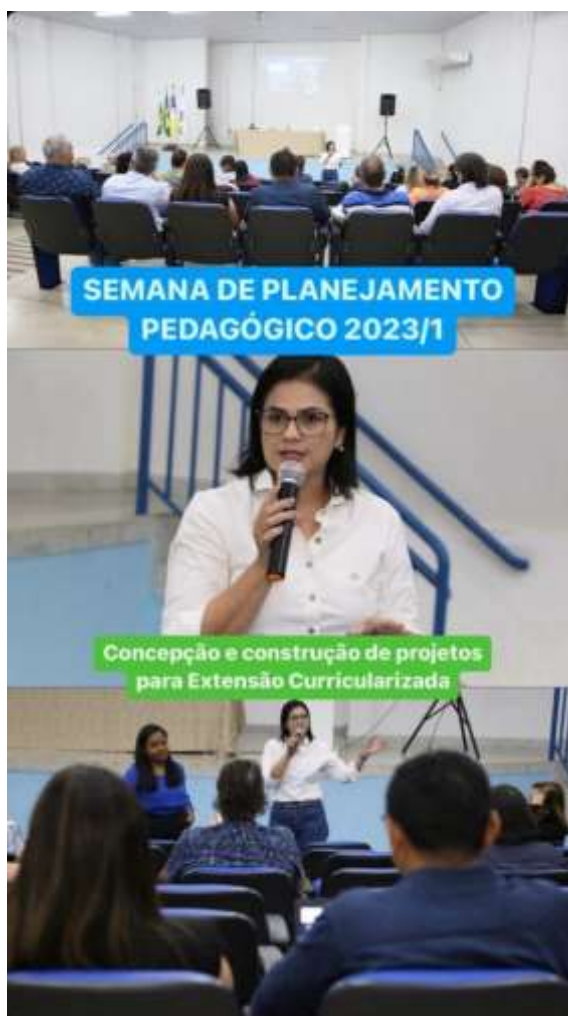 SEMANA DE PLANEJAMENTO
PEDAGÓGICO 2023/1
Concepção e construção de projetos
para Extensão Curricularizada